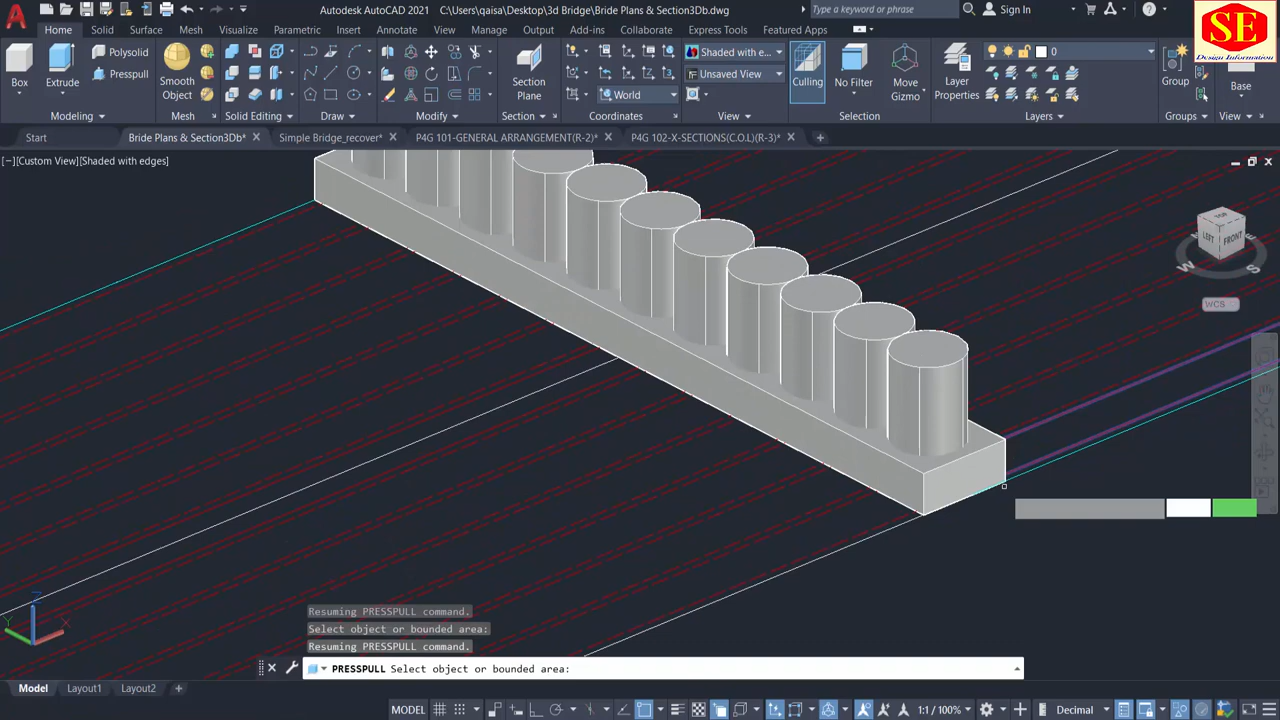 Autodesk AutoCAD 2021 C:\Users\qaisa\Desktop\3d Bridge\Bride Plans & Section3Db.dwg
Type a keyword or phrase
Sign In
SE
Design Information
Home Solid Surface Mesh Visualize Parametric Insert Annotate View Manage Output Add-ins Collaborate Express Tools Featured Apps
Box
Extrude
Polysolid
Presspull
Smooth Object
Section Plane
Shaded with e...
Unsaved View
World
Culling
No Filter
Move Gizmo
Layer Properties
0
Group
Base
Modeling Mesh Solid Editing Draw Modify Section Coordinates View Selection Layers Groups View
Start Bride Plans & Section3Db* Simple Bridge_recover* P4G 101-GENERAL ARRANGEMENT(R-2)* P4G 102-X-SECTIONS(C.O.L)(R-3)*
[−][Custom View][Shaded with edges]
TOP
LEFT FRONT
W S
WCS
Z
Y X
Resuming PRESSPULL command.
Select object or bounded area:
Resuming PRESSPULL command.
PRESSPULL Select object or bounded area:
Model Layout1 Layout2
MODEL 1:1 / 100% Decimal